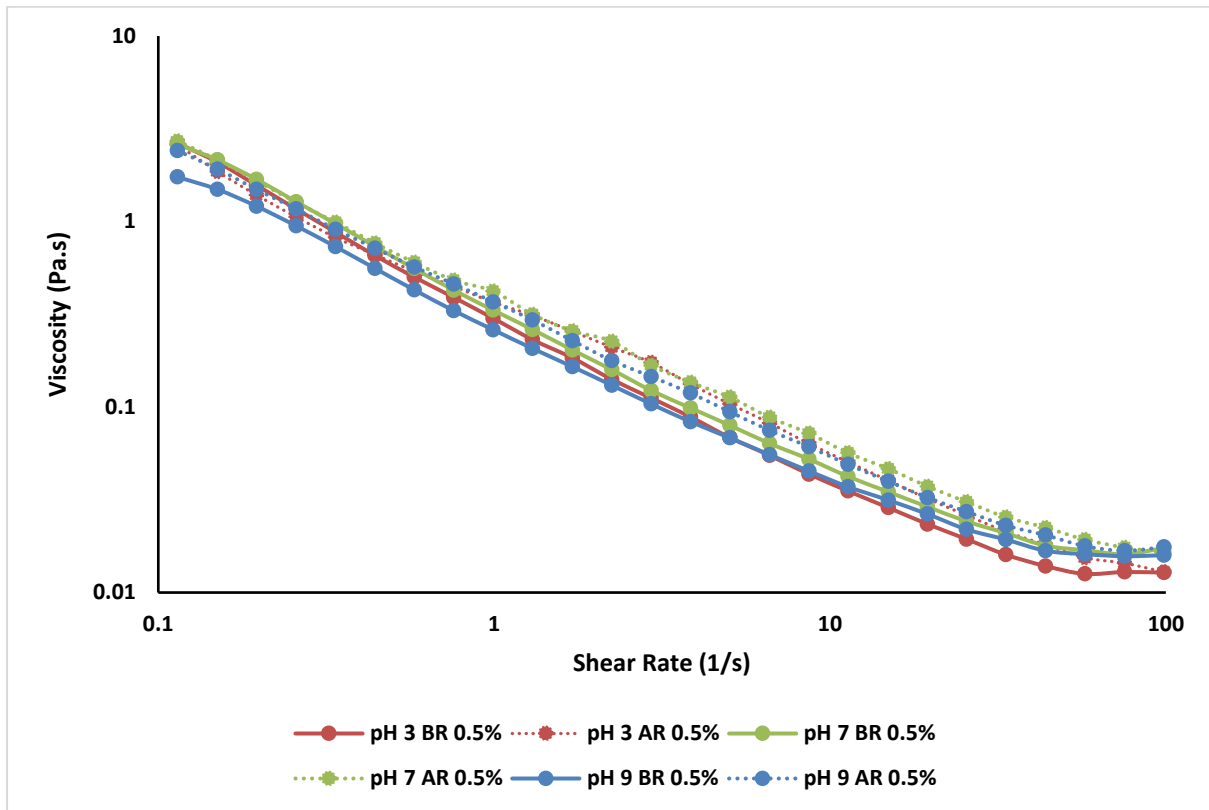 10
1
0.1
0.01
Viscosity (Pa.s)
0.1 1 10 100
Shear Rate (1/s)
pH 3 BR 0.5% pH 3 AR 0.5% pH 7 BR 0.5%
pH 7 AR 0.5% pH 9 BR 0.5% pH 9 AR 0.5%